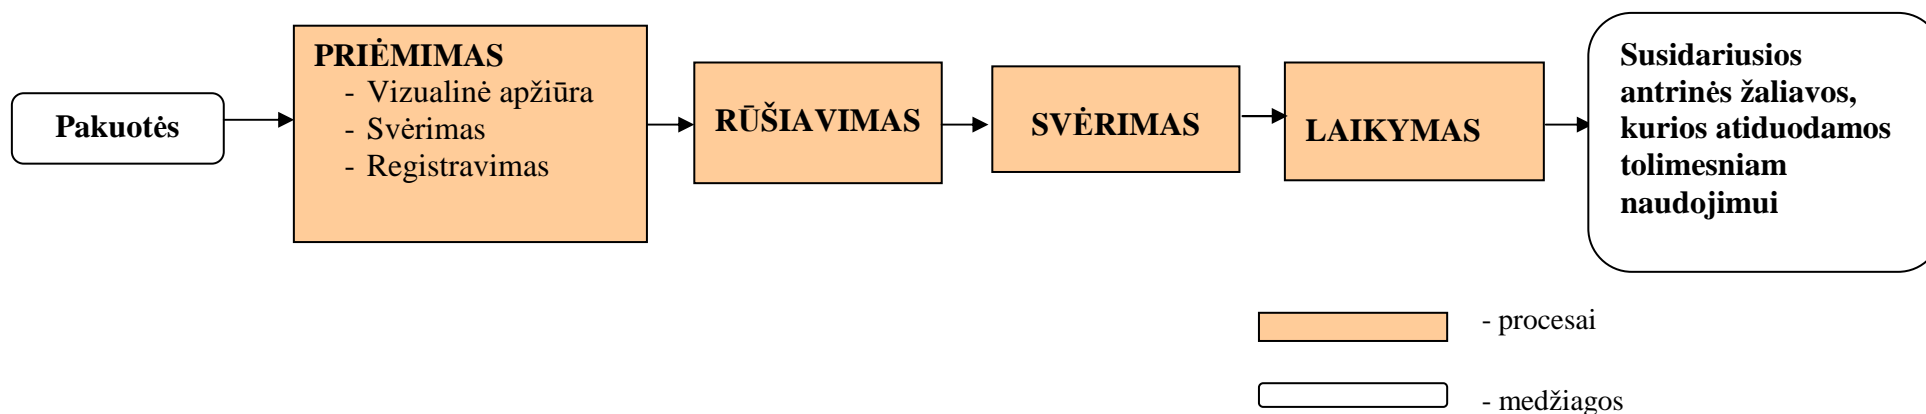 Pakuotės
PRIĖMIMAS
- Vizualinė apžiūra
- Svėrimas
- Registravimas
RŪŠIAVIMAS
SVĖRIMAS
LAIKYMAS
Susidariusios
antrinės žaliavos,
kurios atiduodamos
tolimesniam
naudojimui
- procesai
- medžiagos